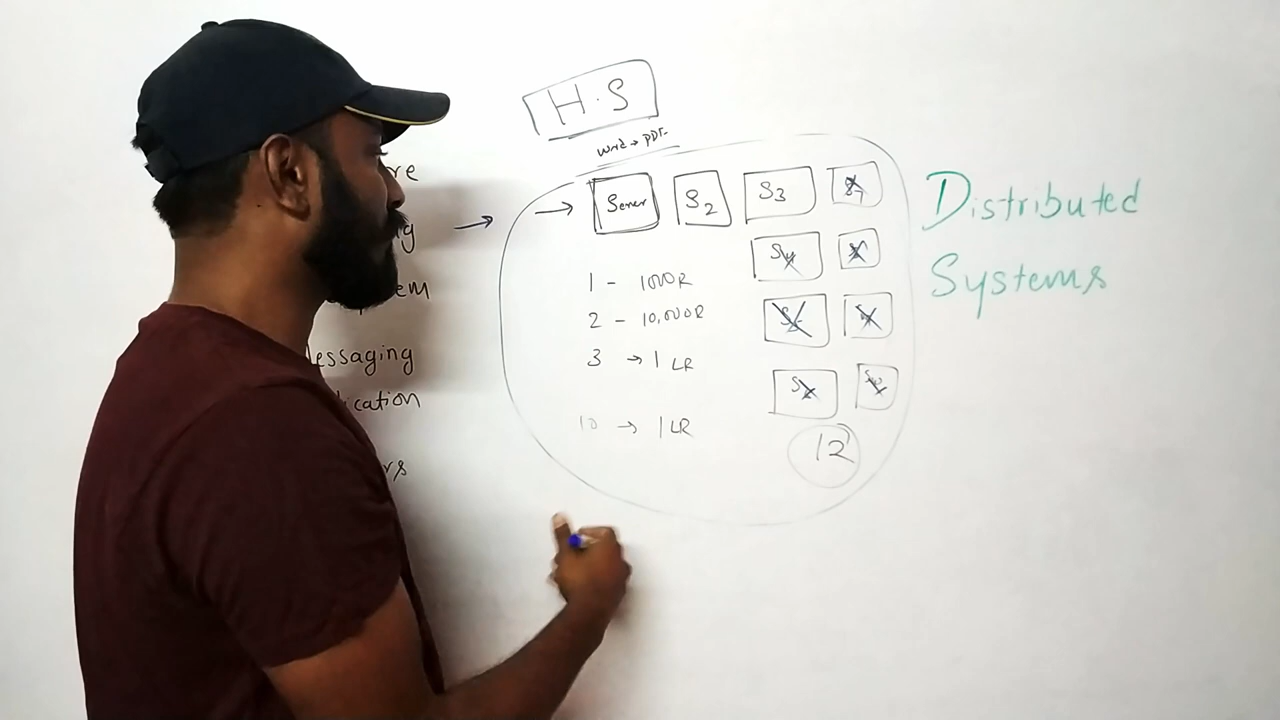 H.S
word → PDF
→ Server S2 S3
→
1 - 1000R
2 - 10,000R
3 → 1 LR
10 → 1 LR
S4
12
Distributed
Systems
re
g
em
essaging
ication
rs